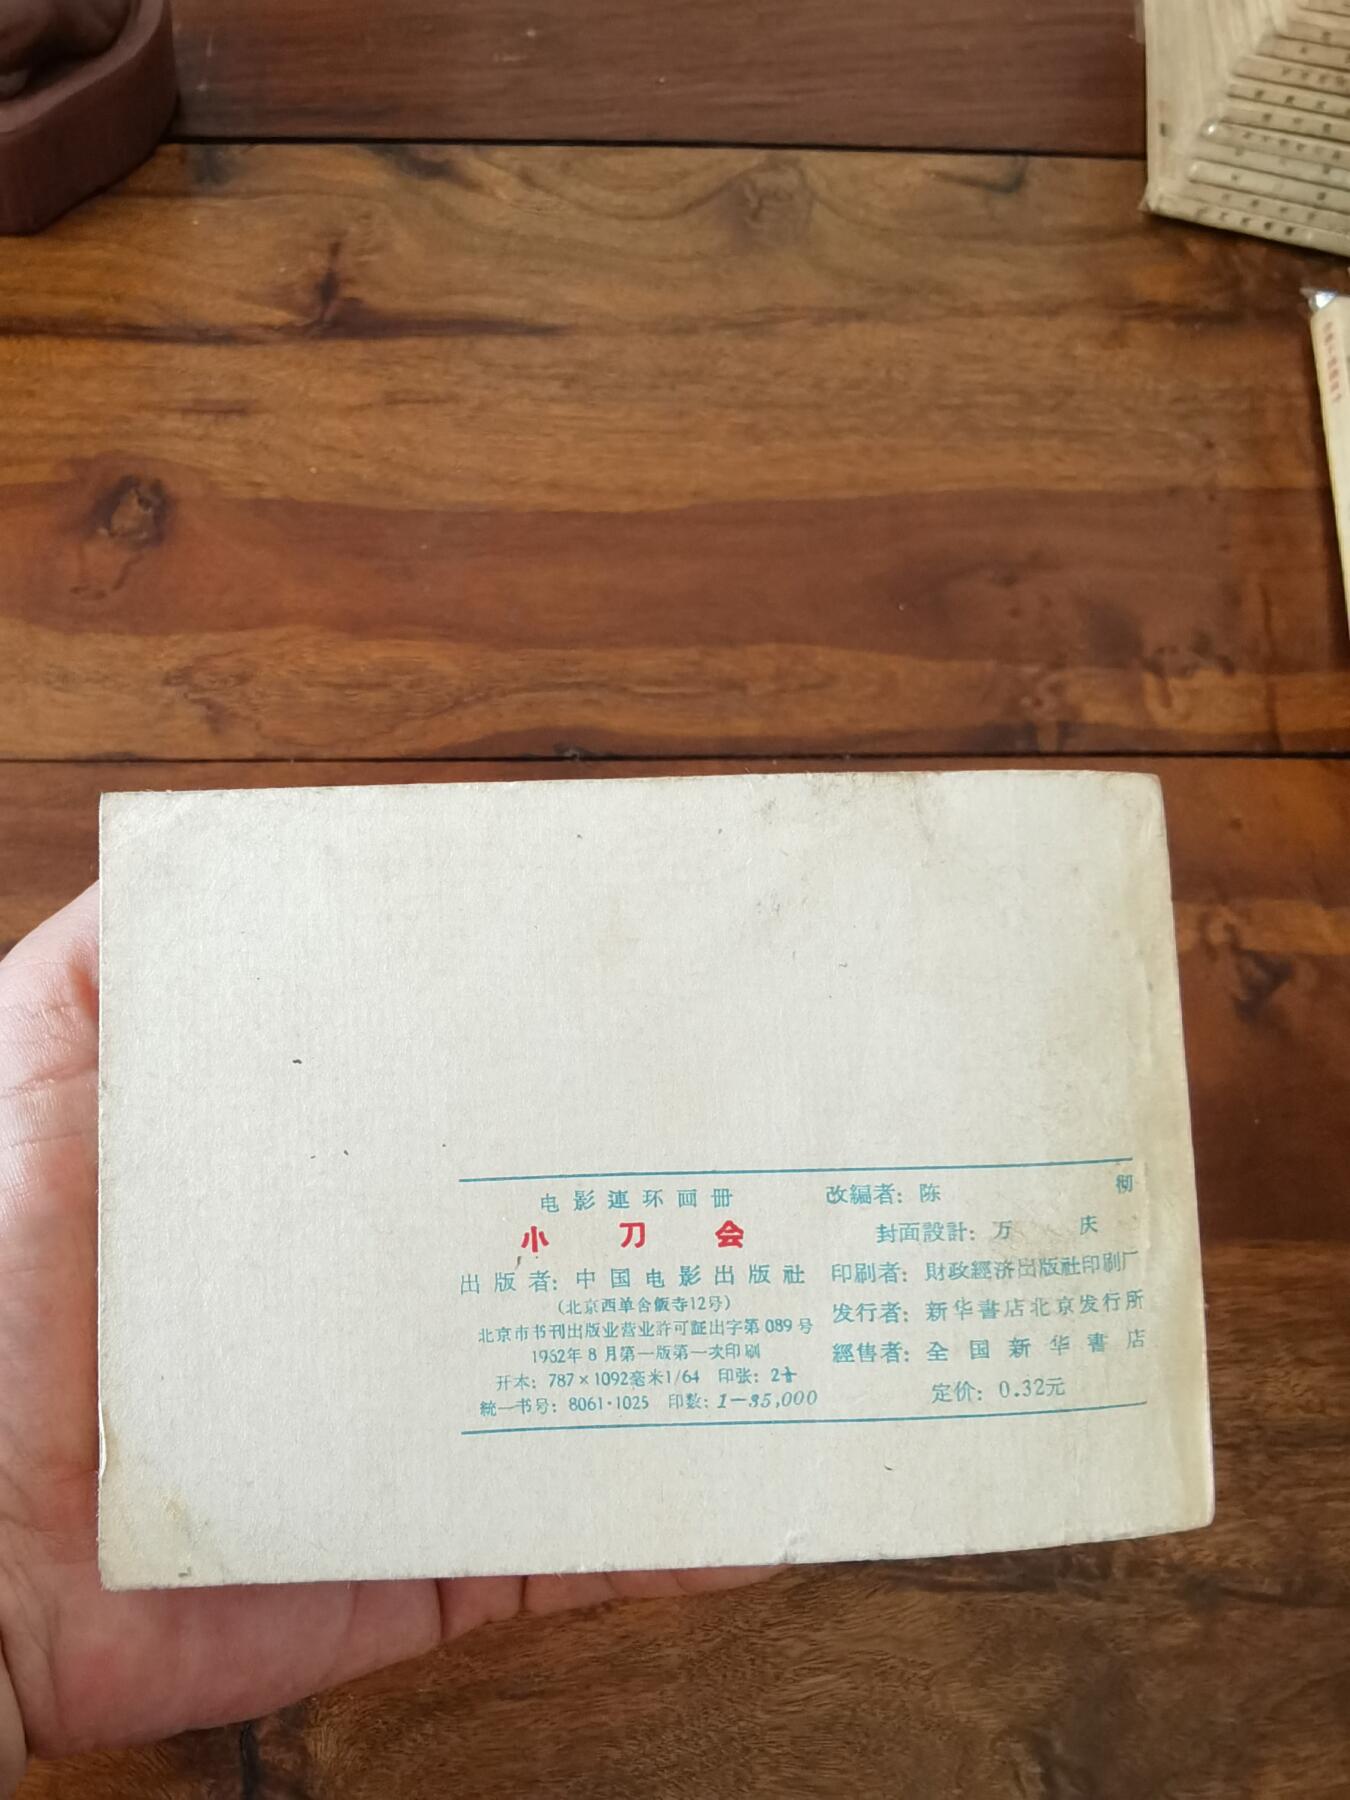 电影連环画册
小刀会
出版者：中国电影出版社
（北京西单舍飯寺12号）
北京市书刊出版业营业許可証出字第089号
1962年8月第一版第一次印刷
开本：787×1092毫米1/64 印张：2
統一书号：8061·1025 印数：1—35,000
改編者：陈彻
封面設計：万庆
印刷者：財政經济出版社印刷厂
发行者：新华書店北京发行所
經售者：全国新华書店
定价：0.32元